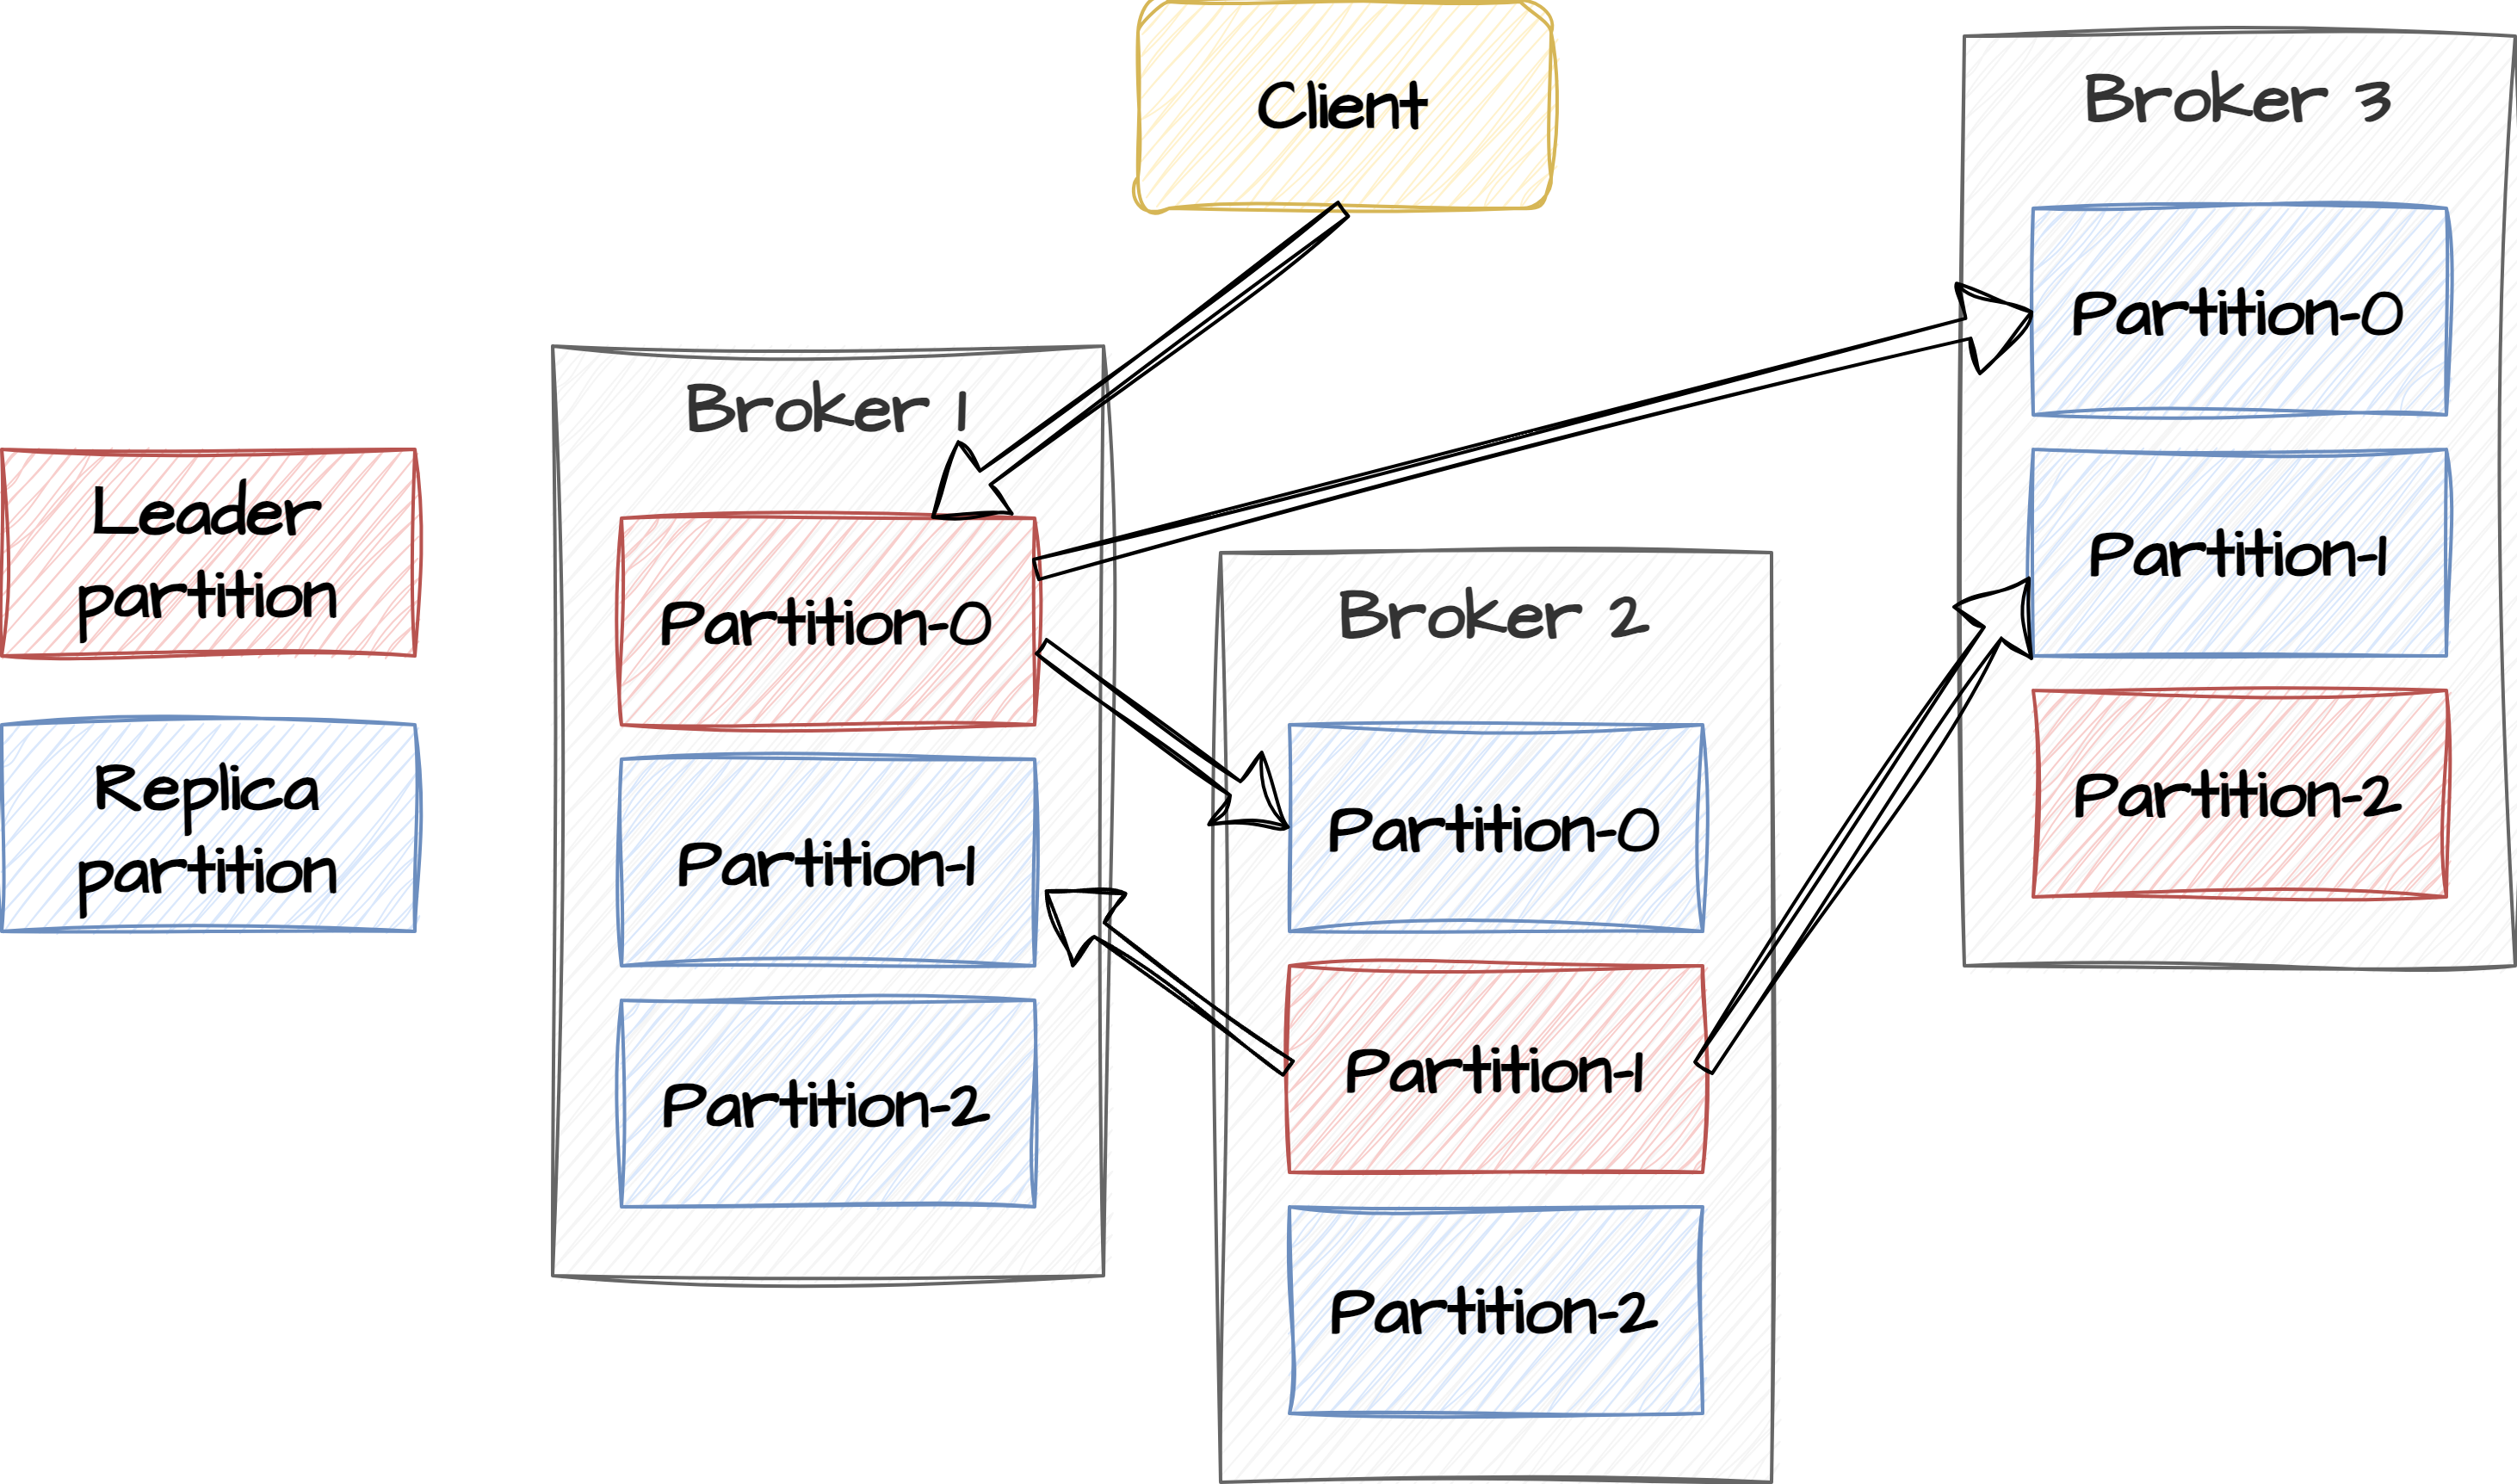 Client
Broker 3
Partition-0
Partition-1
Partition-2
Broker 1
Partition-0
Partition-1
Partition-2
Broker 2
Partition-0
Partition-1
Partition-2
Leader
partition
Replica
partition